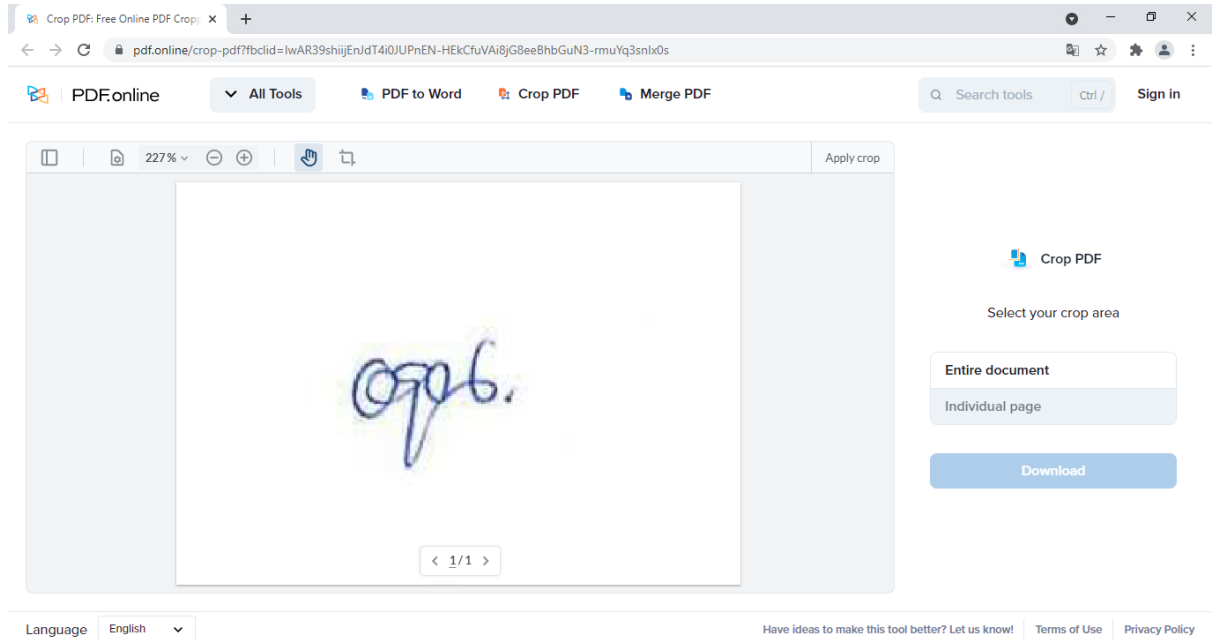 Crop PDF: Free Online PDF Cropp
pdf.online/crop-pdf?fbclid=IwAR39shiijEnJdT4i0JUPnEN-HEkCfuVAi8jG8eeBhbGuN3-rmuYq3snlx0s
PDF.online
All Tools
PDF to Word
Crop PDF
Merge PDF
Search tools
Ctrl /
Sign in
227%
Apply crop
Crop PDF
Select your crop area
Entire document
Individual page
Download
1/1
Language
English
Have ideas to make this tool better? Let us know!
Terms of Use
Privacy Policy